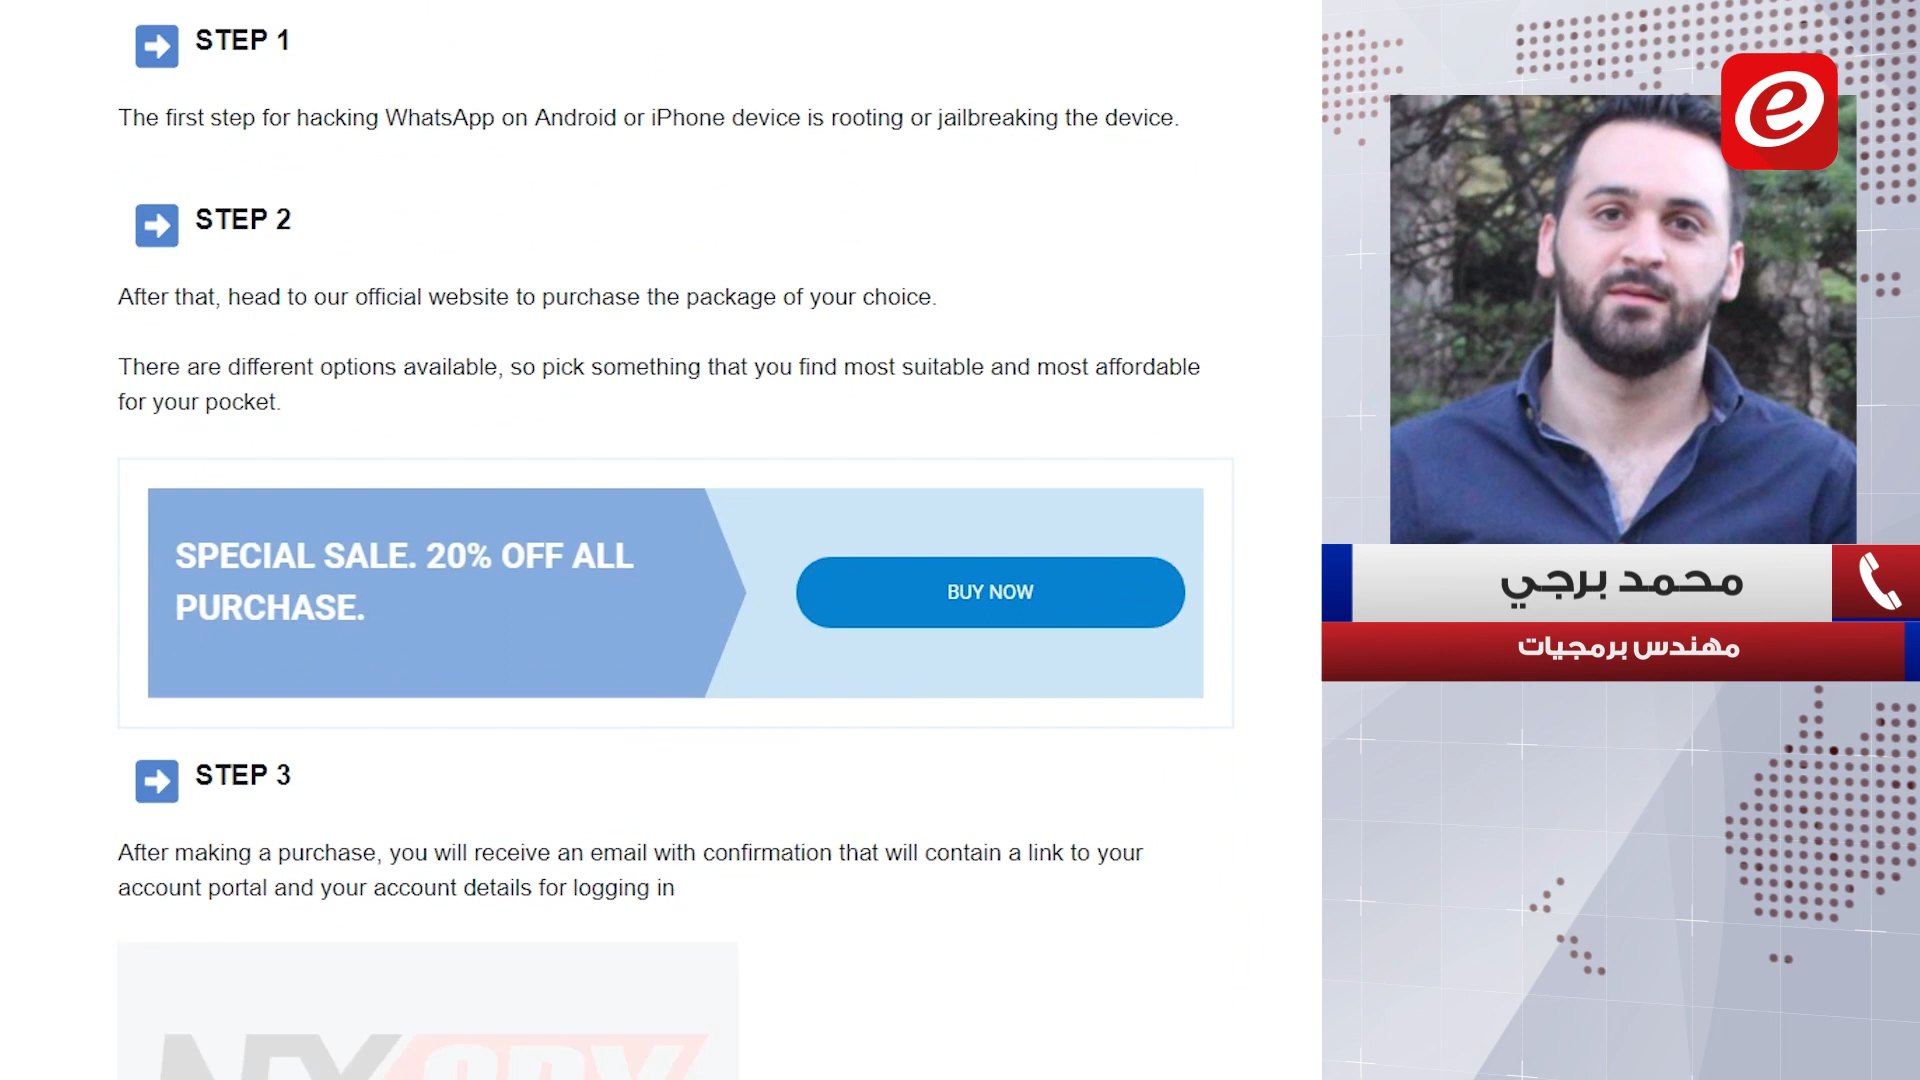 STEP 1
The first step for hacking WhatsApp on Android or iPhone device is rooting or jailbreaking the device.
STEP 2
After that, head to our official website to purchase the package of your choice.
There are different options available, so pick something that you find most suitable and most affordable
for your pocket.
SPECIAL SALE. 20% OFF ALL
PURCHASE.
BUY NOW
STEP 3
After making a purchase, you will receive an email with confirmation that will contain a link to your
account portal and your account details for logging in
e
محمد برجي
مهندس برمجيات